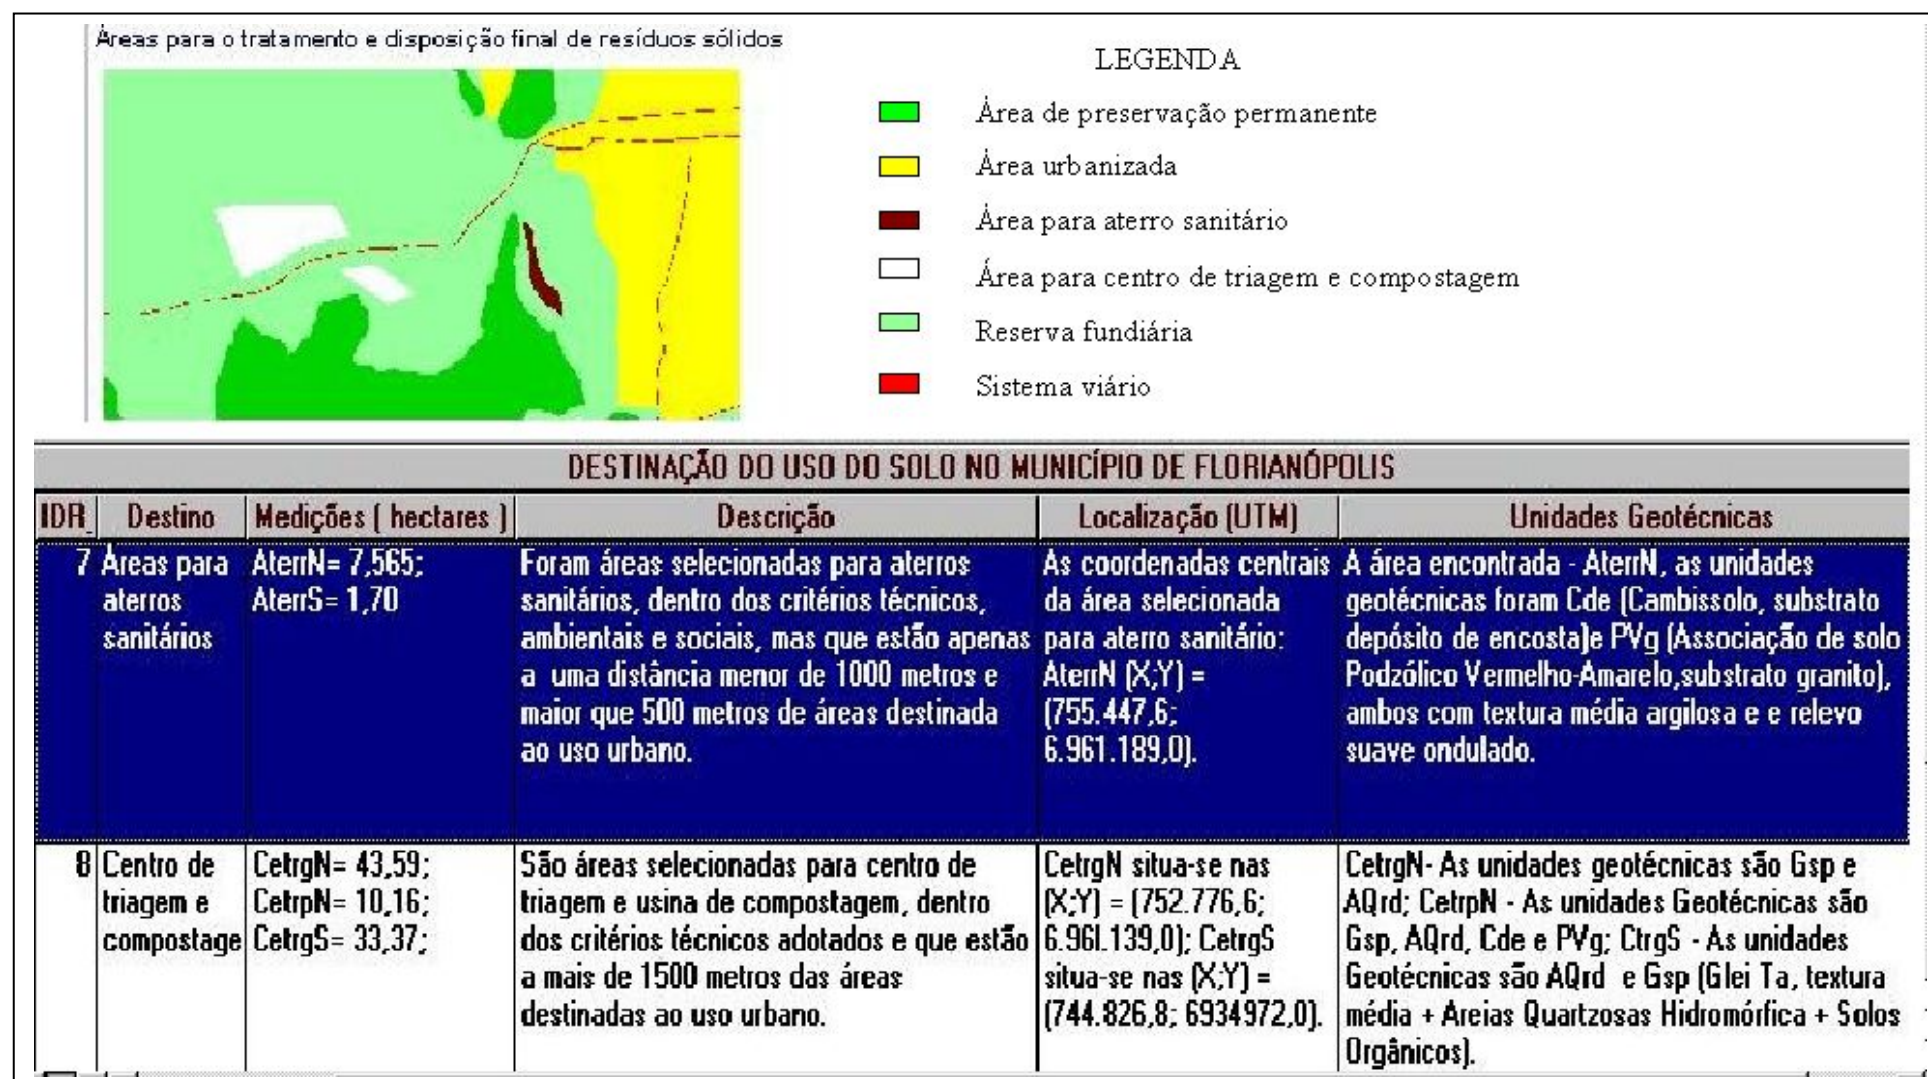 Áreas para o tratamento e disposição final de resíduos sólidos
LEGENDA
Área de preservação permanente
Área urbanizada
Área para aterro sanitário
Área para centro de triagem e compostagem
Reserva fundiária
Sistema viário
DESTINAÇÃO DO USO DO SOLO NO MUNICÍPIO DE FLORIANÓPOLIS
IDR_ Destino Medições ( hectares ) Descrição Localização (UTM) Unidades Geotécnicas
7
Áreas para
aterros
sanitários
AterrN= 7,565;
AterrS= 1,70
Foram áreas selecionadas para aterros
sanitários, dentro dos critérios técnicos,
ambientais e sociais, mas que estão apenas
a uma distância menor de 1000 metros e
maior que 500 metros de áreas destinada
ao uso urbano.
As coordenadas centrais
da área selecionada
para aterro sanitário:
AterrN (X;Y) =
(755.447,6;
6.961.189,0).
A área encontrada - AterrN, as unidades
geotécnicas foram Cde (Cambissolo, substrato
depósito de encosta)e PVg (Associação de solo
Podzólico Vermelho-Amarelo,substrato granito),
ambos com textura média argilosa e e relevo
suave ondulado.
8
Centro de
triagem e
compostage
CetrgN= 43,59;
CetrpN= 10,16;
CetrgS= 33,37;
São áreas selecionadas para centro de
triagem e usina de compostagem, dentro
dos critérios técnicos adotados e que estão
a mais de 1500 metros das áreas
destinadas ao uso urbano.
CetrgN situa-se nas
(X;Y) = (752.776,6;
6.96l.139,0); CetrgS
situa-se nas (X;Y) =
(744.826,8; 6934972,0).
CetrgN- As unidades geotécnicas são Gsp e
AQrd; CetrpN - As unidades Geotécnicas são
Gsp, AQrd, Cde e PVg; CtrgS - As unidades
Geotécnicas são AQrd e Gsp (Glei Ta, textura
média + Areias Quartzosas Hidromórfica + Solos
Orgânicos).